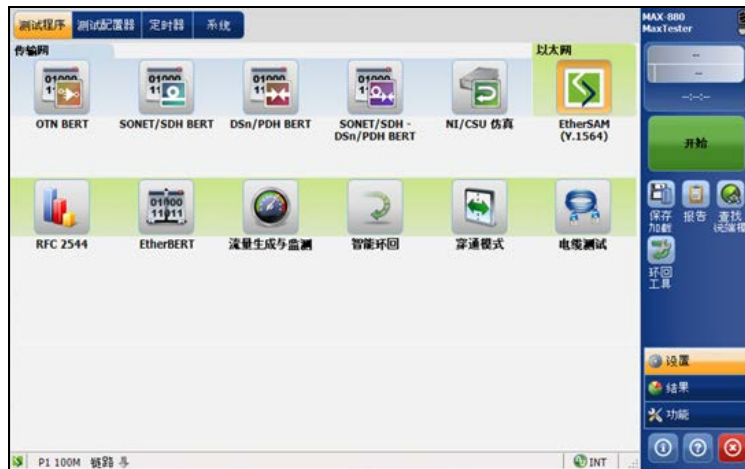 测试程序 测试配置器 定时器 系统
MAX-880
MaxTester
传输网
以太网
--
--
--:--:--
OTN BERT
SONET/SDH BERT
DSn/PDH BERT
SONET/SDH -
DSn/PDH BERT
NI/CSU 仿真
EtherSAM
(Y.1564)
开始
RFC 2544
EtherBERT
流量生成与监测
智能环回
穿通模式
电缆测试
保存
加载
报告
查找
环回
工具
设置
结果
功能
P1 100M 链路
INT